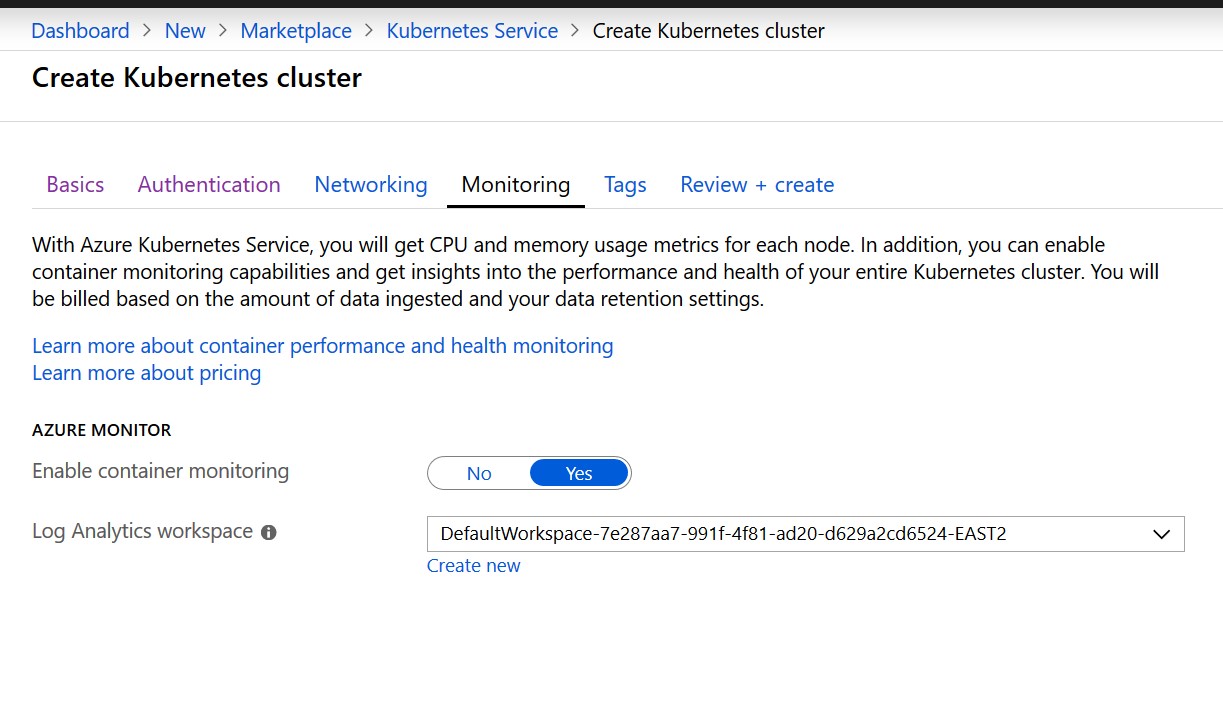 Dashboard > New > Marketplace > Kubernetes Service > Create Kubernetes cluster
Create Kubernetes cluster
Basics Authentication Networking Monitoring Tags Review + create
With Azure Kubernetes Service, you will get CPU and memory usage metrics for each node. In addition, you can enable
container monitoring capabilities and get insights into the performance and health of your entire Kubernetes cluster. You will
be billed based on the amount of data ingested and your data retention settings.
Learn more about container performance and health monitoring
Learn more about pricing
AZURE MONITOR
Enable container monitoring No Yes
Log Analytics workspace DefaultWorkspace-7e287aa7-991f-4f81-ad20-d629a2cd6524-EAST2
Create new